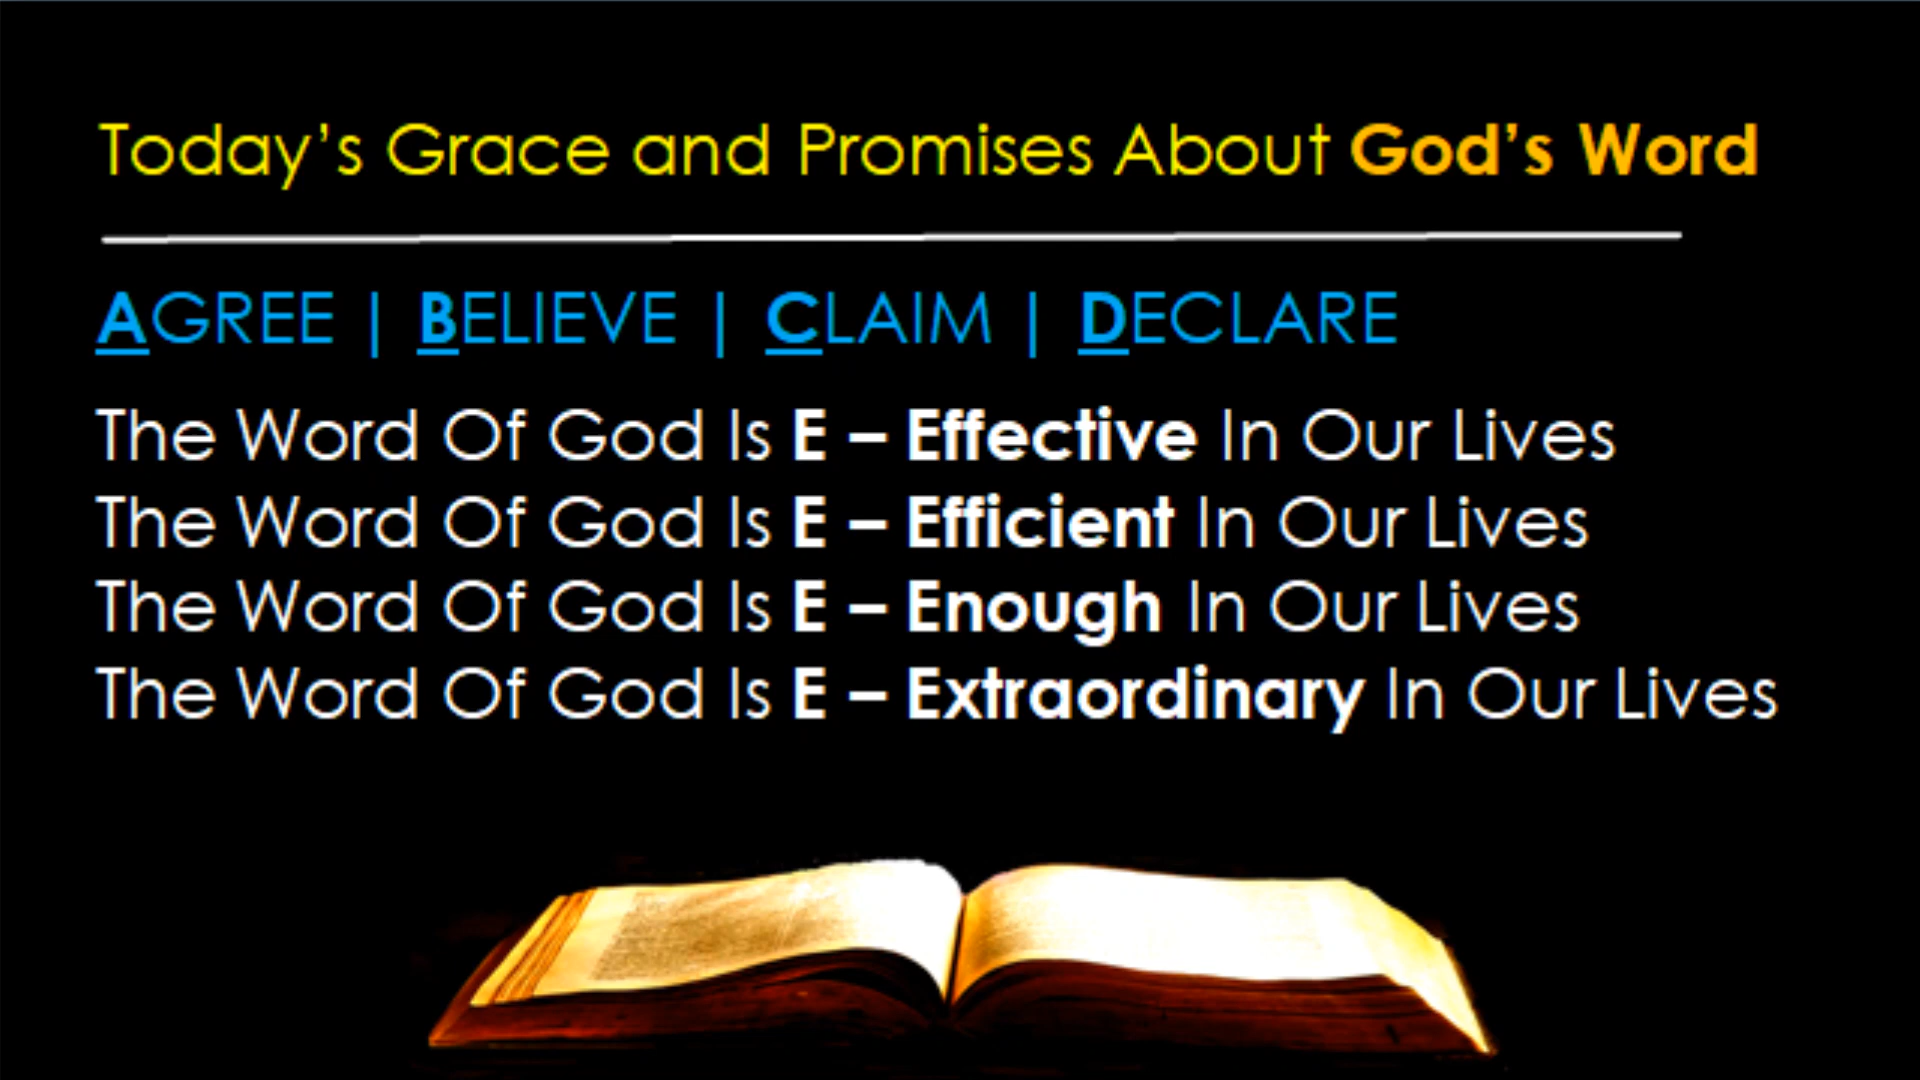 Today’s Grace and Promises About God’s Word
AGREE | BELIEVE | CLAIM | DECLARE
The Word Of God Is E – Effective In Our Lives
The Word Of God Is E – Efficient In Our Lives
The Word Of God Is E – Enough In Our Lives
The Word Of God Is E – Extraordinary In Our Lives